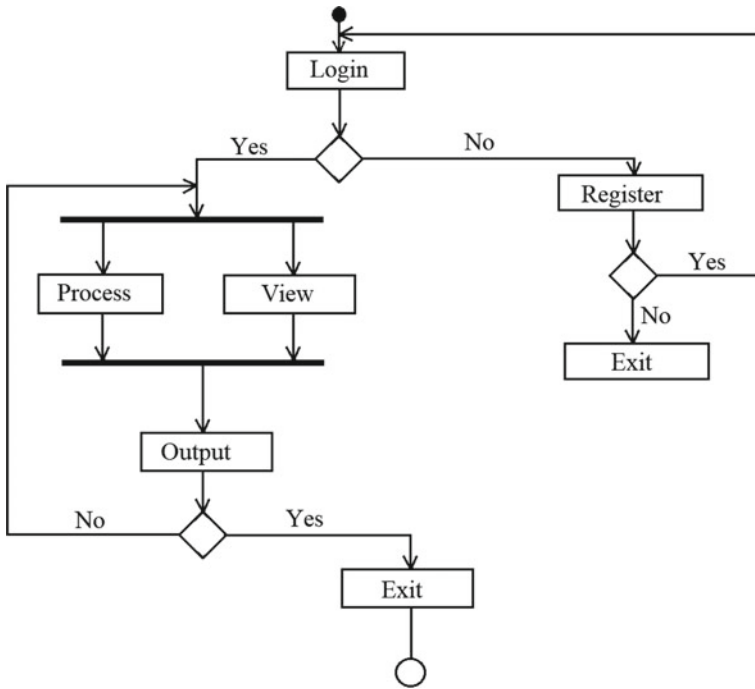 Login
Yes
No
Register
Process
View
Yes
No
Exit
Output
No
Yes
Exit